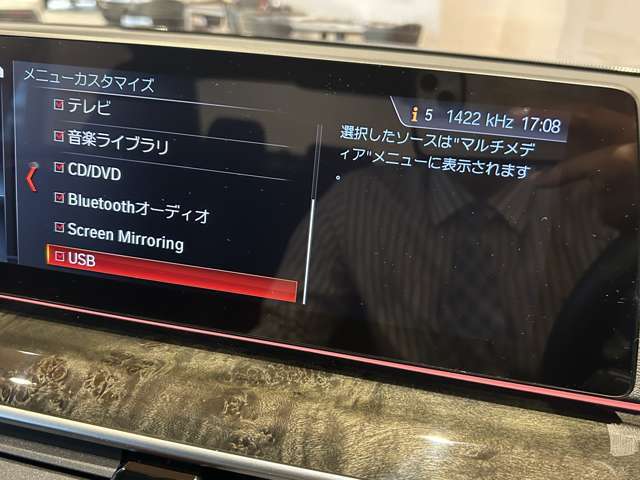 メニューカスタマイズ
テレビ
音楽ライブラリ
CD/DVD
Bluetoothオーディオ
Screen Mirroring
USB
i 5 1422 kHz 17:08
選択したソースは"マルチメデ
ィア"メニューに表示されます
。